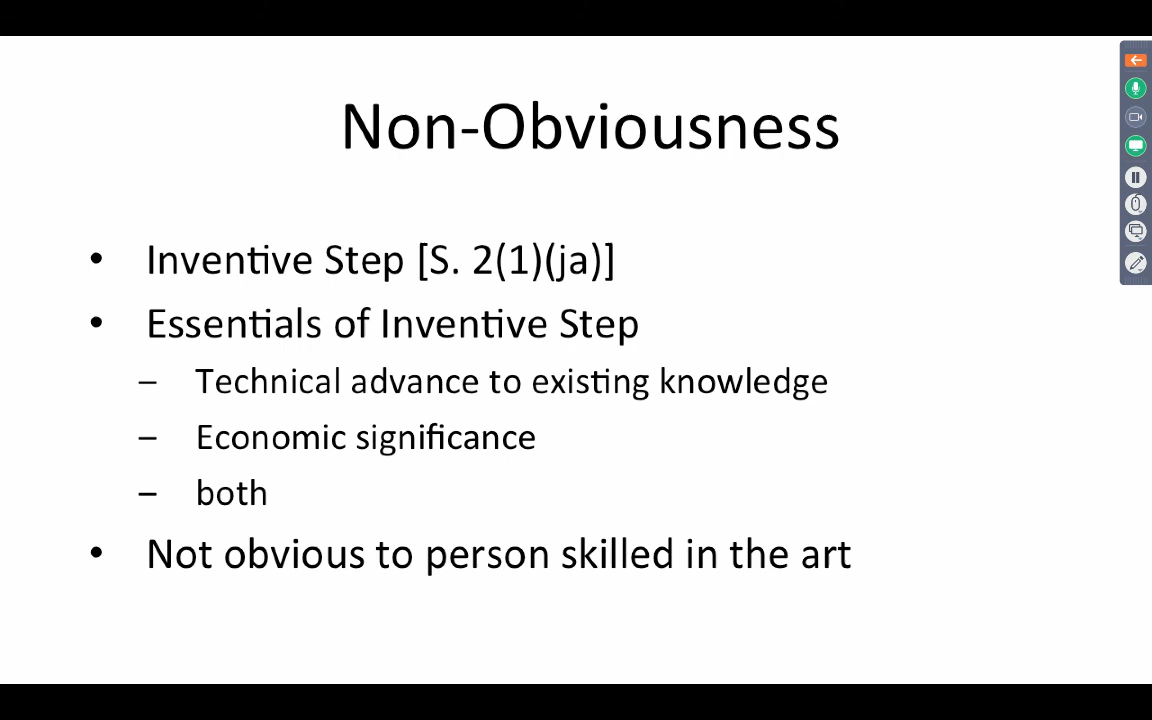 Non-Obviousness
• Inventive Step [S. 2(1)(ja)]
• Essentials of Inventive Step
– Technical advance to existing knowledge
– Economic significance
– both
• Not obvious to person skilled in the art